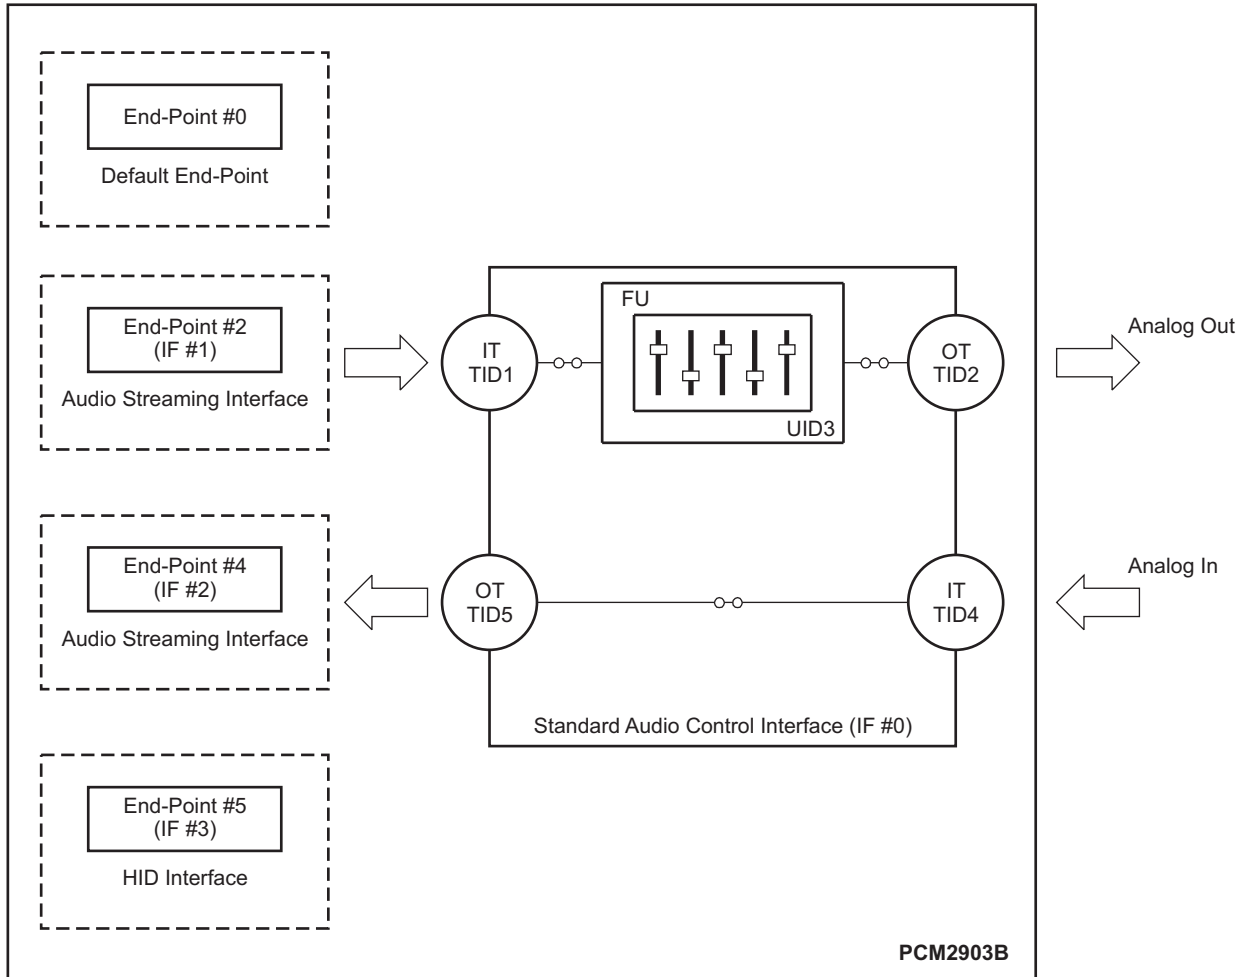 End-Point #0
Default End-Point
End-Point #2
(IF #1)
Audio Streaming Interface
IT
TID1
FU
UID3
OT
TID2
Analog Out
End-Point #4
(IF #2)
Audio Streaming Interface
OT
TID5
IT
TID4
Analog In
Standard Audio Control Interface (IF #0)
End-Point #5
(IF #3)
HID Interface
PCM2903B